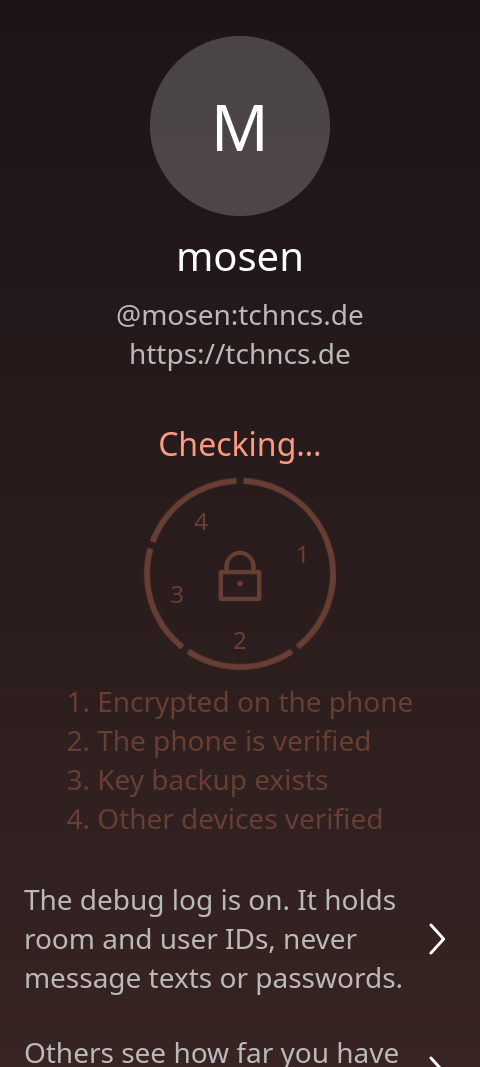 M
mosen
@mosen:tchncs.de
https://tchncs.de
Checking...
4
1
3
2
1. Encrypted on the phone
2. The phone is verified
3. Key backup exists
4. Other devices verified
The debug log is on. It holds
room and user IDs, never
message texts or passwords.
Others see how far you have